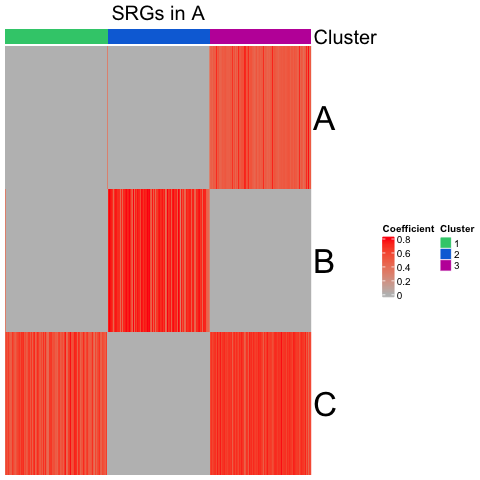 SRGs in A
Cluster
A
B
C
Coefficient
0.8
0.6
0.4
0.2
0
Cluster
1
2
3